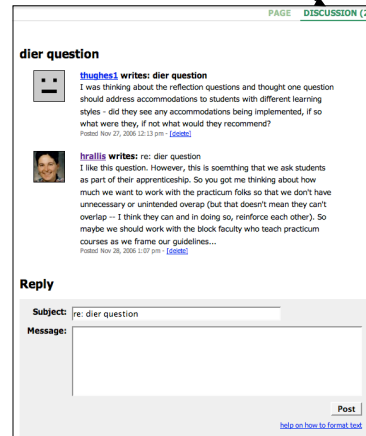 PAGE DISCUSSION (2
dier question
thughes1 writes: dier question
I was thinking about the reflection questions and thought one question
should address accommodations to students with different learning
styles - did they see any accommodations being implemented, if so
what were they, if not what would they recommend?
Posted Nov 27, 2006 12:13 pm - [delete]
hrallis writes: re: dier question
I like this question. However, this is soemthing that we ask students
as part of their apprenticeship. So you got me thinking about how
much we want to work with the practicum folks so that we don't have
unnecessary or unintended overap (but that doesn't mean they can't
overlap -- I think they can and in doing so, reinforce each other). So
maybe we should work with the block faculty who teach practicum
courses as we frame our guidelines...
Posted Nov 28, 2006 1:07 pm - [delete]
Reply
Subject: re: dier question
Message:
Post
help on how to format text